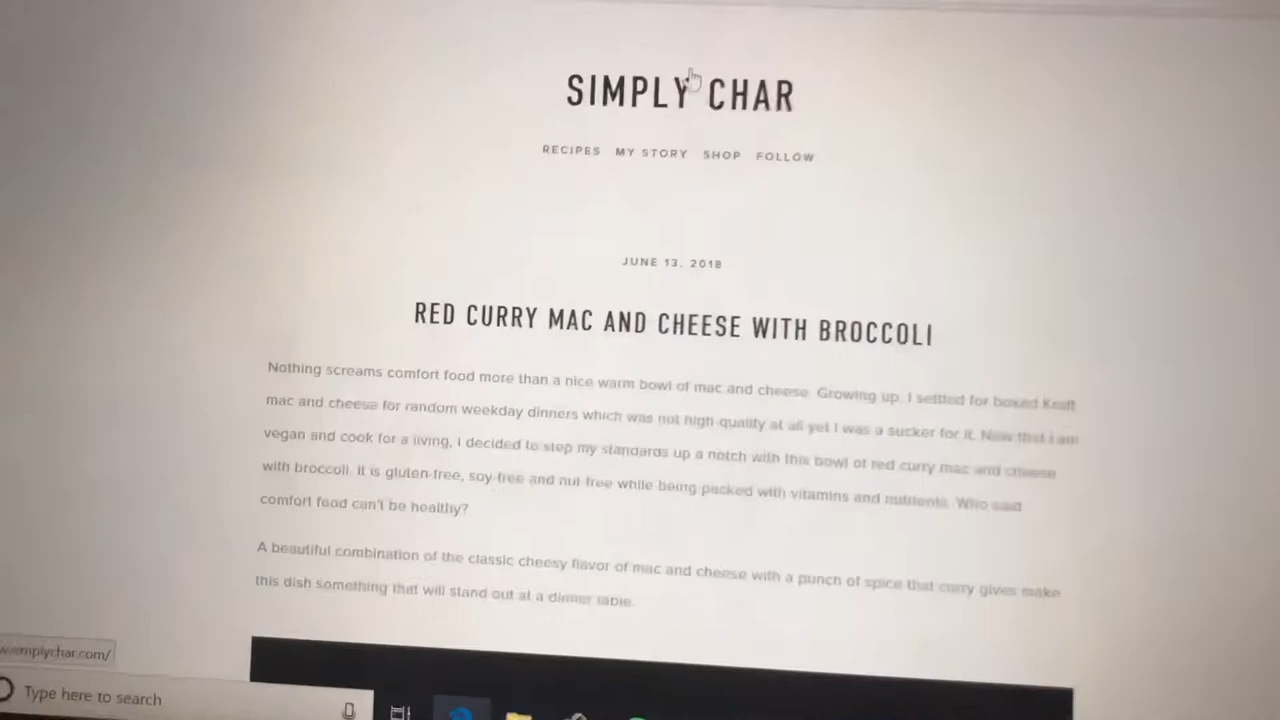 SIMPLY CHAR
RECIPES MY STORY SHOP FOLLOW
JUNE 13, 2018
RED CURRY MAC AND CHEESE WITH BROCCOLI
Nothing screams comfort food more than a nice warm bowl of mac and cheese. Growing up, I settled for boxed Kraft
mac and cheese for random weekday dinners which was not high-quality at all yet I was a sucker for it. Now that I am
vegan and cook for a living, I decided to step my standards up a notch with this bowl of red curry mac and cheese
with broccoli. It is gluten-free, soy-free and nut-free while being packed with vitamins and nutrients. Who said
comfort food can't be healthy?
A beautiful combination of the classic cheesy flavor of mac and cheese with a punch of spice that curry gives make
this dish something that will stand out at a dinner table.
w.simplychar.com/
Type here to search